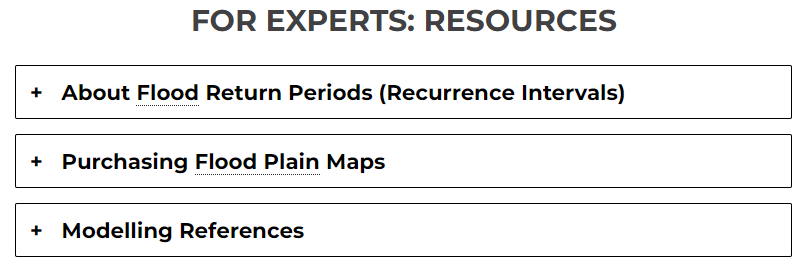 FOR EXPERTS: RESOURCES
+ About Flood Return Periods (Recurrence Intervals)
+ Purchasing Flood Plain Maps
+ Modelling References